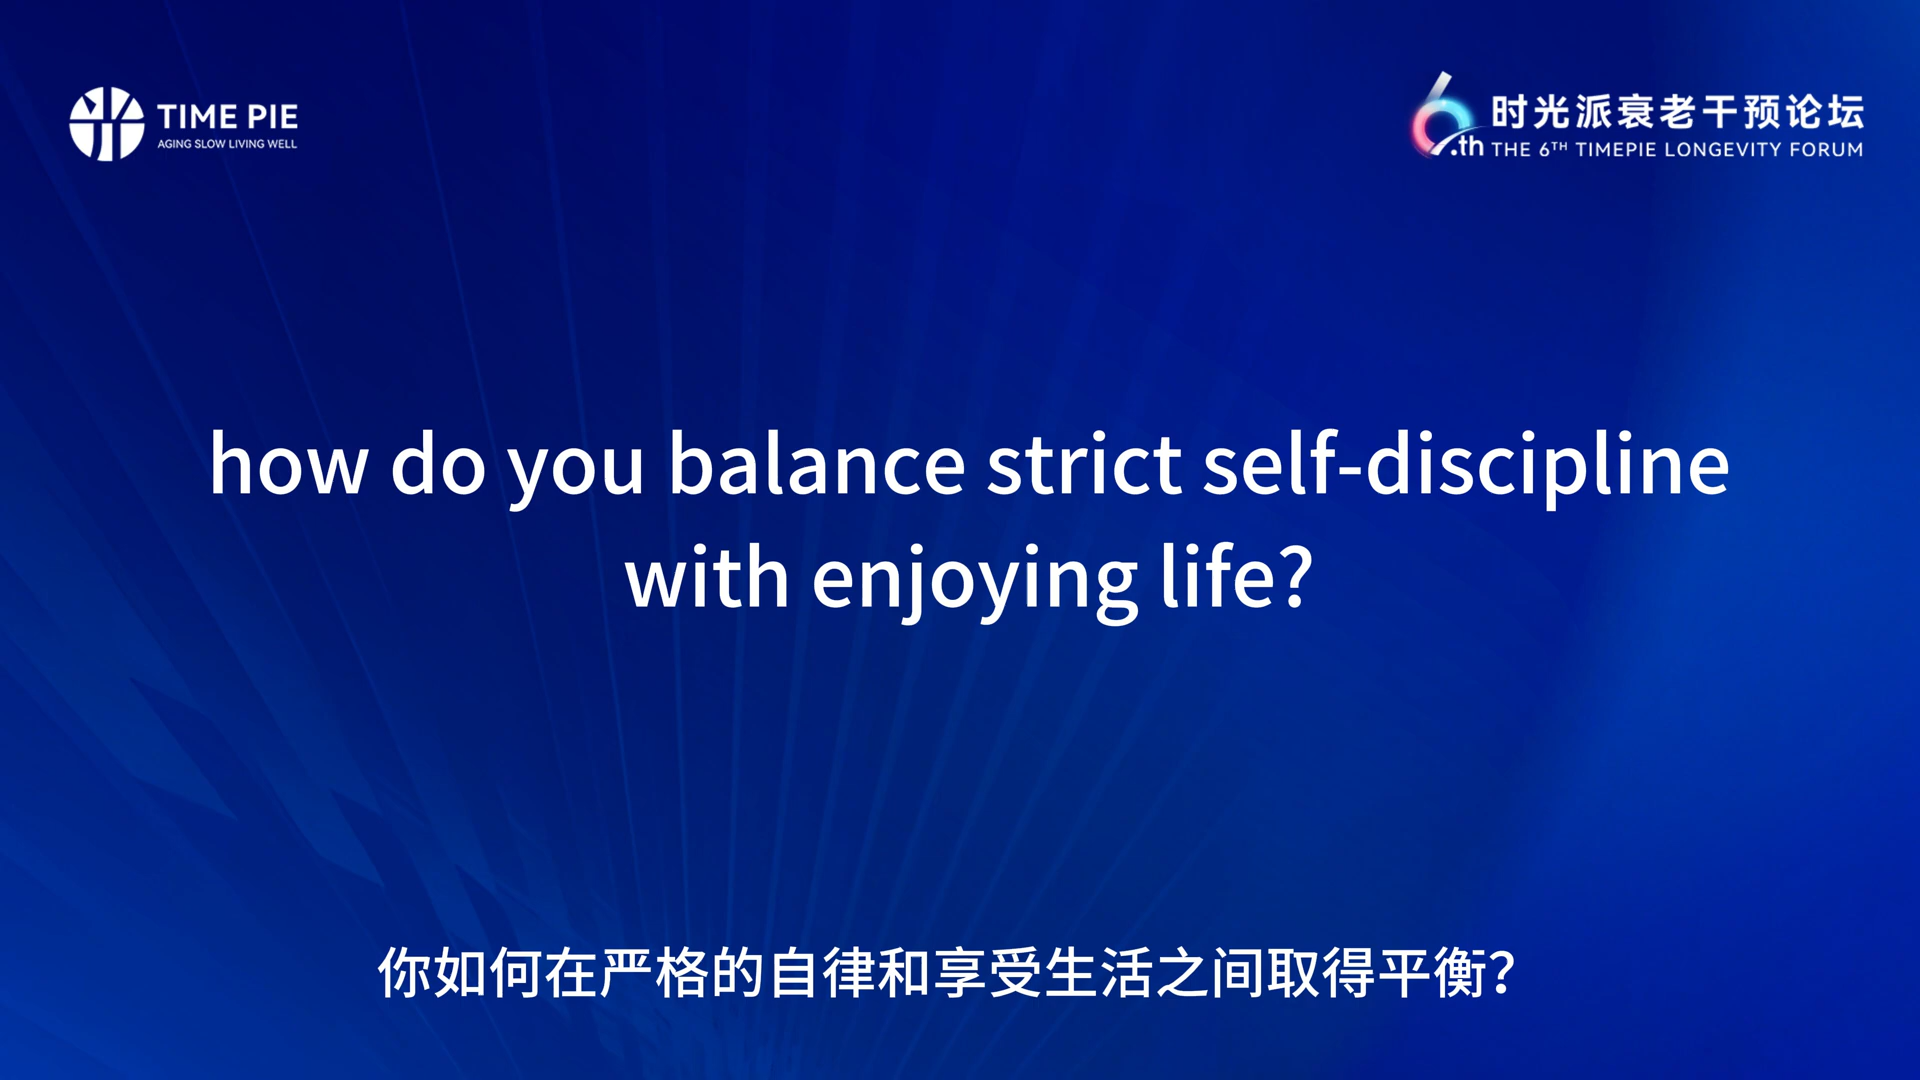 TIME PIE
AGING SLOW LIVING WELL
6.th
时光派衰老干预论坛
THE 6TH TIMEPIE LONGEVITY FORUM
how do you balance strict self-discipline
with enjoying life?
你如何在严格的自律和享受生活之间取得平衡？